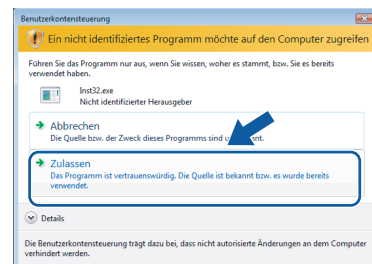 Benutzerkontensteuerung
Ein nicht identifiziertes Programm möchte auf den Computer zugreifen
Führen Sie das Programm nur aus, wenn Sie wissen, woher es stammt, bzw. Sie es bereits
verwendet haben.
Inst32.exe
Nicht identifizierter Herausgeber
Abbrechen
Die Quelle bzw. der Zweck dieses Programms sind
Zulassen
Das Programm ist vertrauenswürdig. Die Quelle ist bekannt bzw. es wurde bereits
verwendet.
Details
Die Benutzerkontensteuerung trägt dazu bei, dass nicht autorisierte Änderungen an dem Computer
verhindert werden.